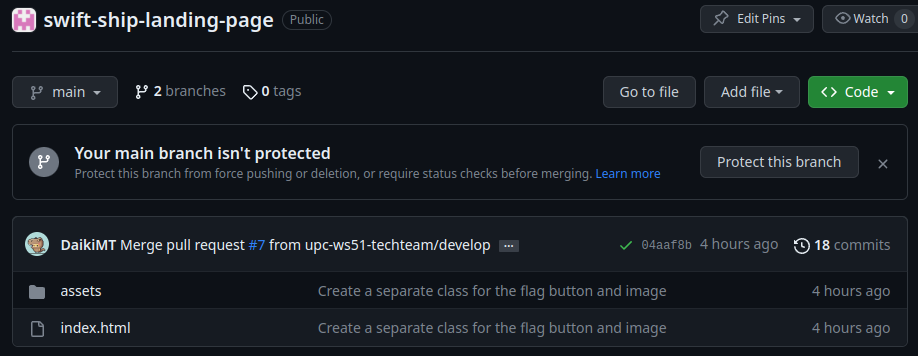 swift-ship-landing-page Public Edit Pins Watch 0
main 2 branches 0 tags Go to file Add file <> Code
Your main branch isn't protected
Protect this branch from force pushing or deletion, or require status checks before merging. Learn more
Protect this branch
DaikiMT Merge pull request #7 from upc-ws51-techteam/develop ... 04aaf8b 4 hours ago 18 commits
assets Create a separate class for the flag button and image 4 hours ago
index.html Create a separate class for the flag button and image 4 hours ago